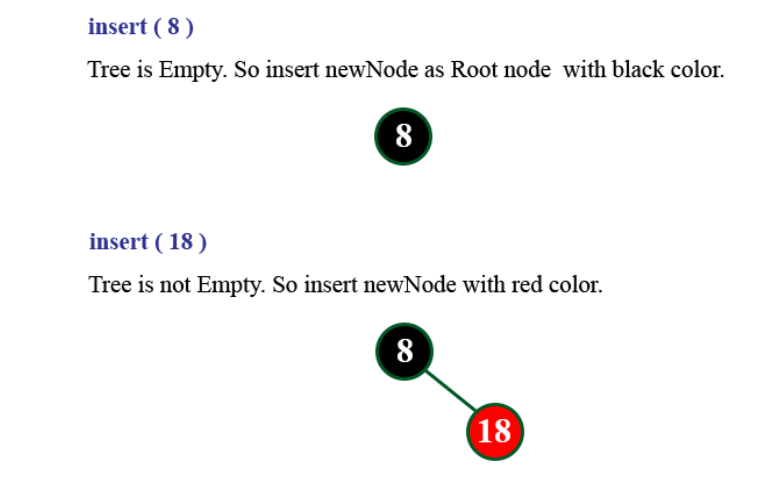 insert ( 8 )
Tree is Empty. So insert newNode as Root node with black color.
8
insert ( 18 )
Tree is not Empty. So insert newNode with red color.
8
18